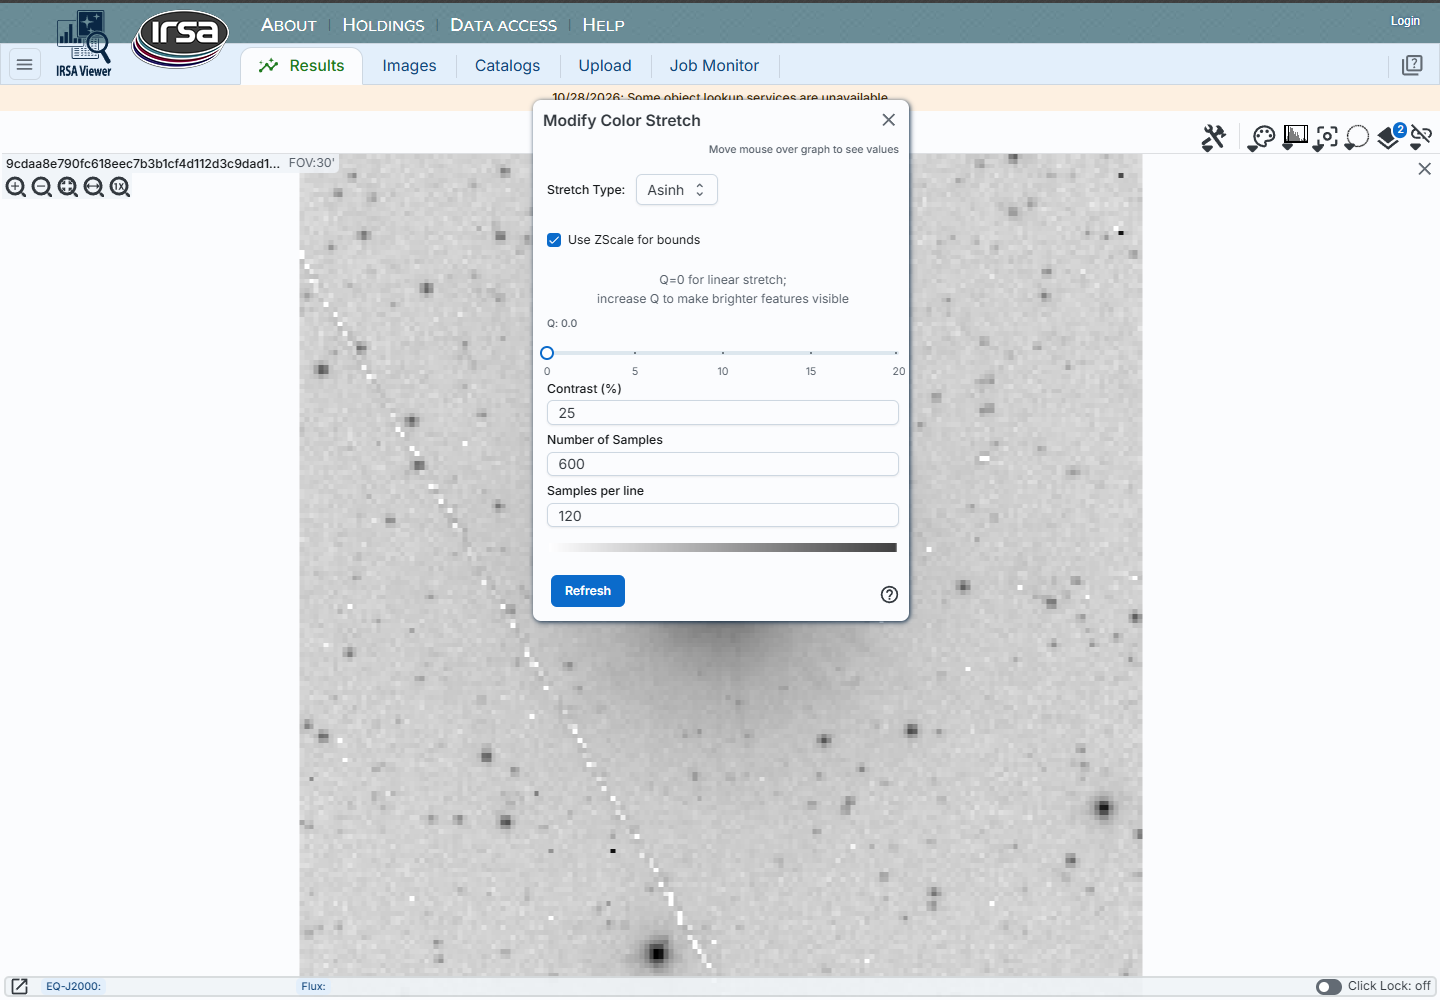 ABOUT HOLDINGS DATA ACCESS HELP
Login
IRSA Viewer
irsa
Results Images Catalogs Upload Job Monitor
10/28/2026: Some object lookup services are unavailable
2
9cdaa8e790fc618eec7b3b1cf4d112d3c9dad1... FOV:30'
1X
Modify Color Stretch
Move mouse over graph to see values
Stretch Type: Asinh
Use ZScale for bounds
Q=0 for linear stretch;
increase Q to make brighter features visible
Q: 0.0
0 5 10 15 20
Contrast (%)
25
Number of Samples
600
Samples per line
120
Refresh
EQ-J2000: Flux: Click Lock: off